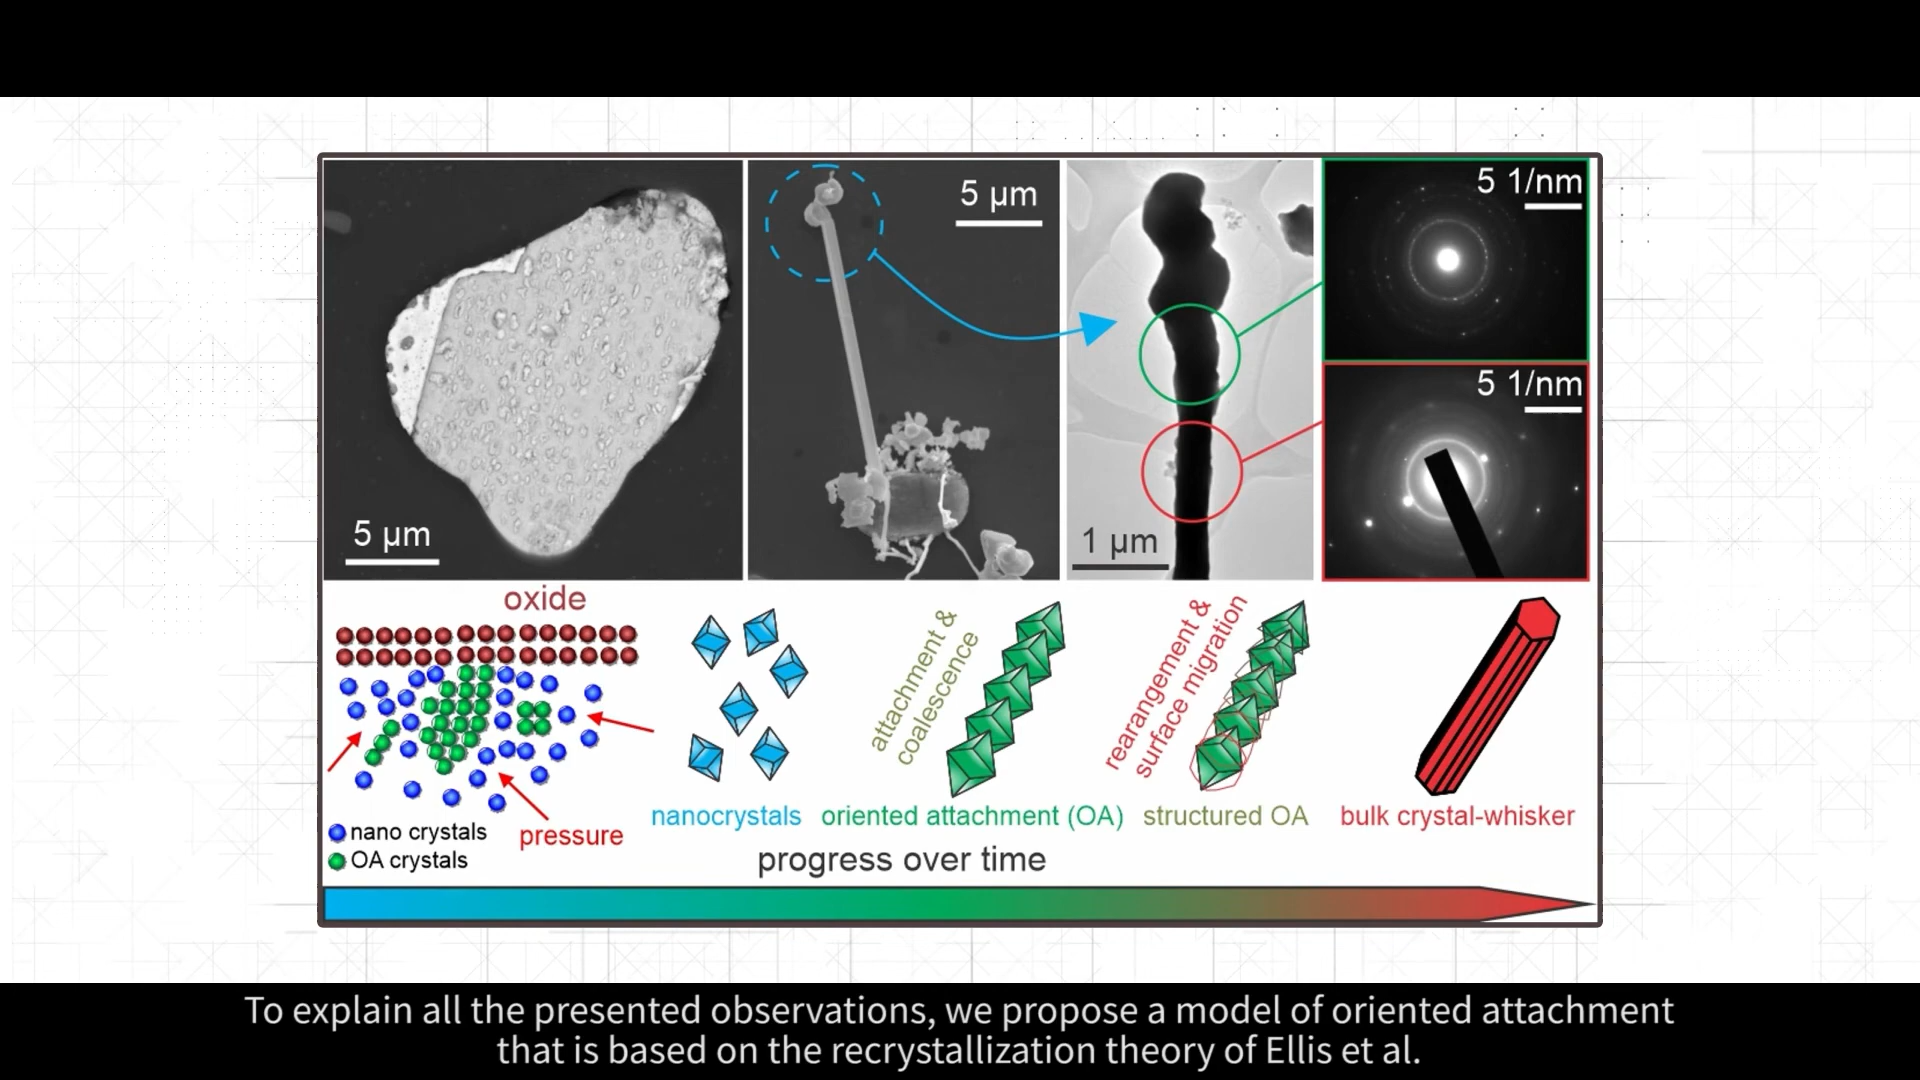 5 µm
5 µm
1 µm
5 1/nm
5 1/nm
oxide
nano crystals
OA crystals
pressure
nanocrystals
attachment &
coalescence
oriented attachment (OA)
rearrangement &
surface migration
structured OA
bulk crystal-whisker
progress over time
To explain all the presented observations, we propose a model of oriented attachment
that is based on the recrystallization theory of Ellis et al.